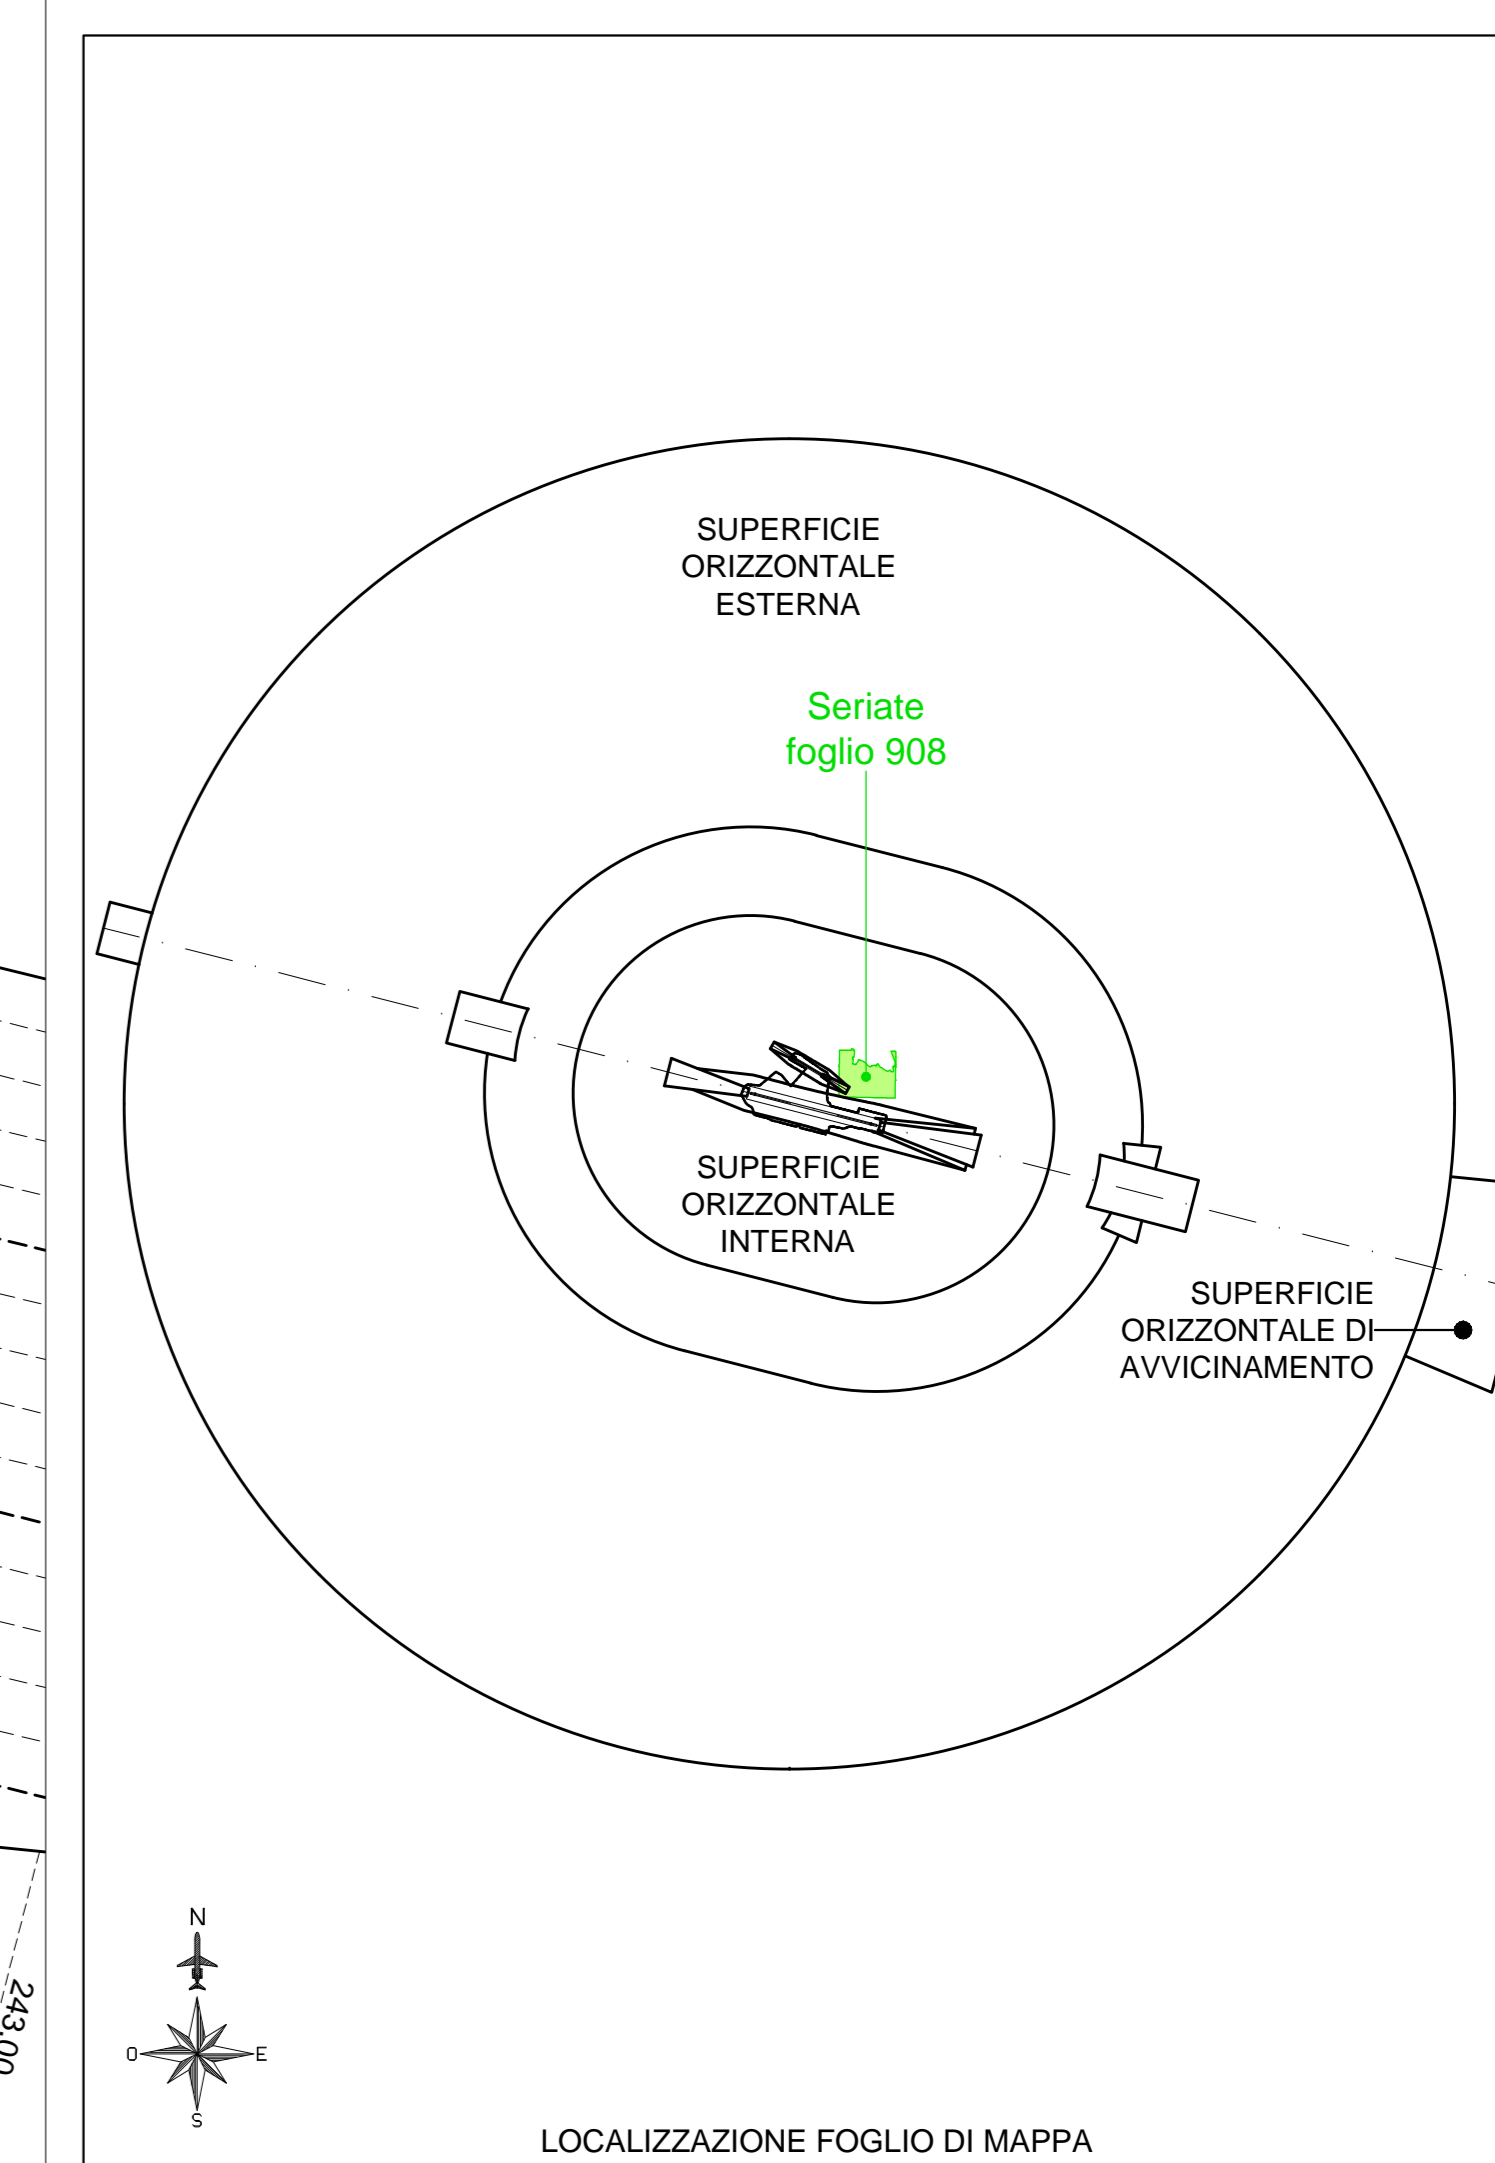 SUPERFICIE
ORIZZONTALE
ESTERNA
Seriate
foglio 908
SUPERFICIE
ORIZZONTALE
INTERNA
SUPERFICIE
ORIZZONTALE DI
AVVICINAMENTO
N
O
E
S
243.00
LOCALIZZAZIONE FOGLIO DI MAPPA